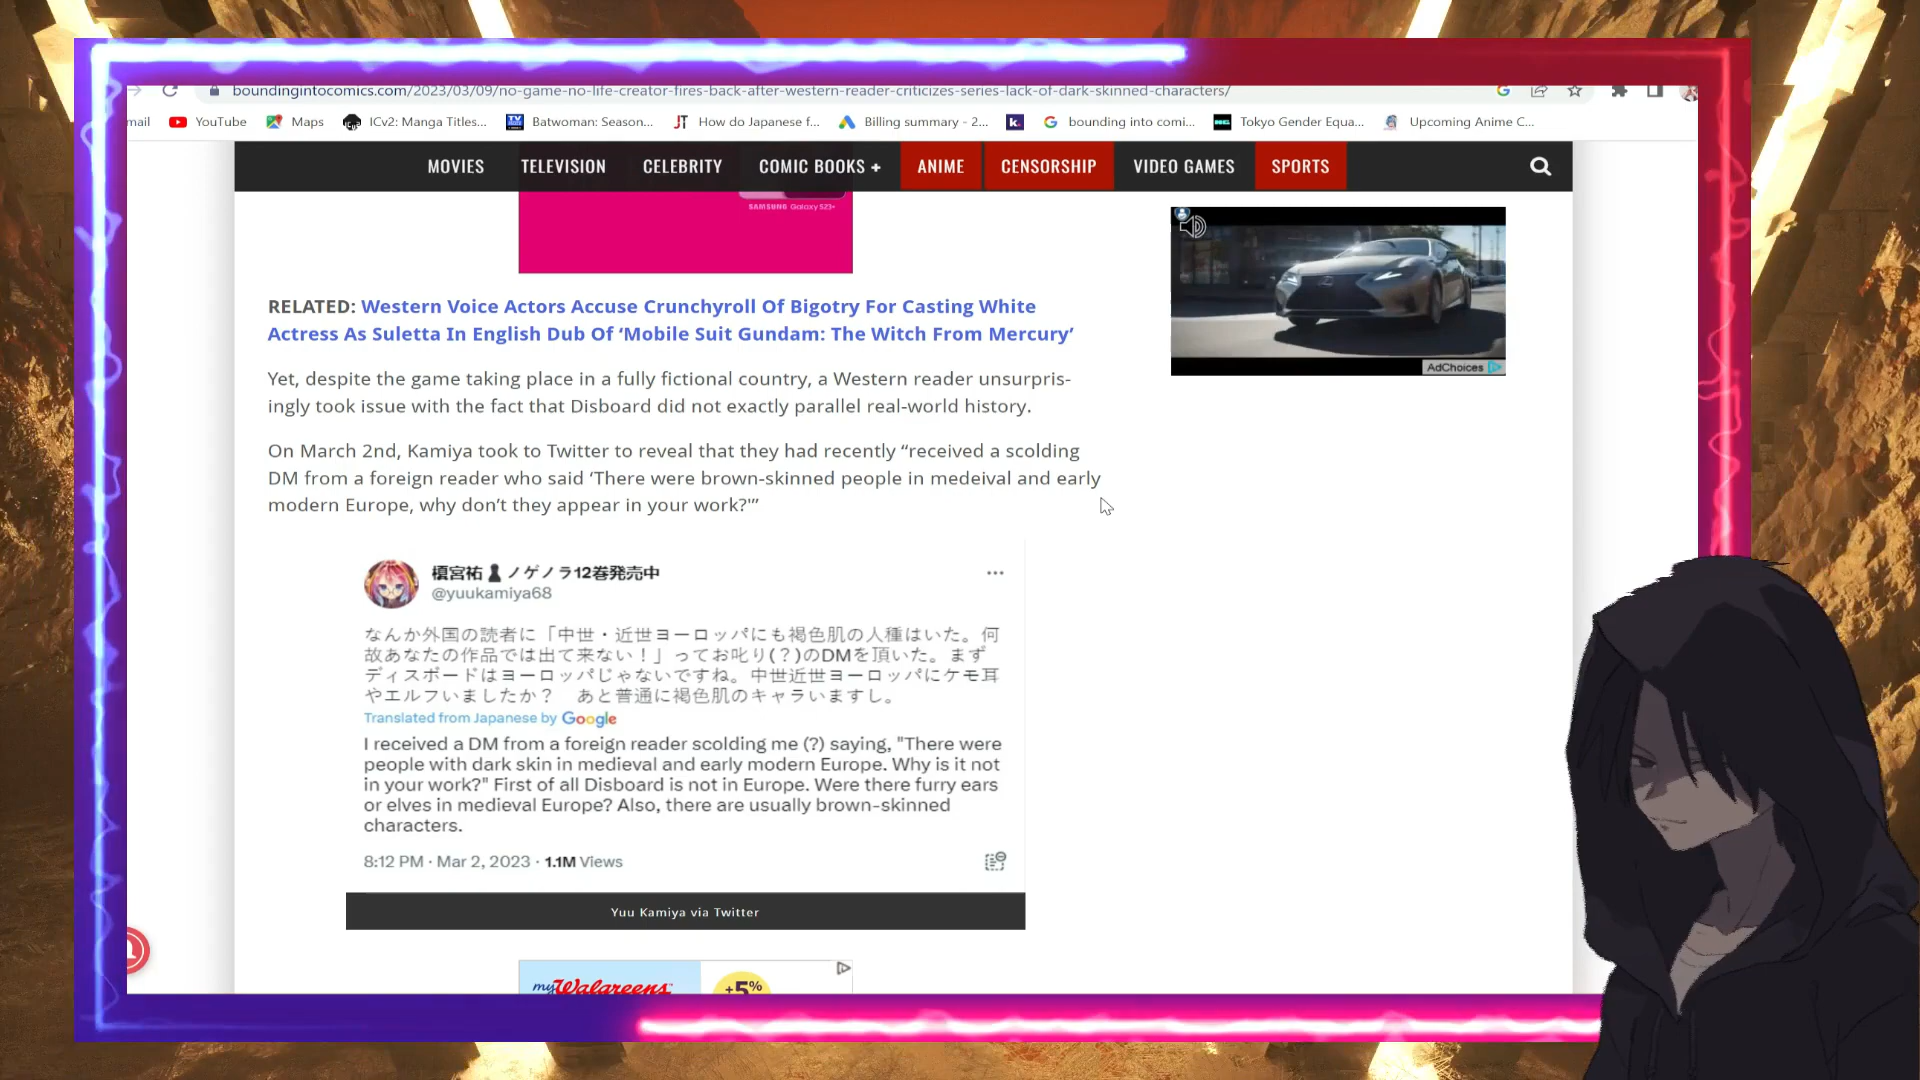 boundingintocomics.com/2023/03/09/no-game-no-life-creator-fires-back-after-western-reader-criticizes-series-lack-of-dark-skinned-characters/
mail YouTube Maps ICv2: Manga Titles... Batwoman: Season... How do Japanese f... Billing summary - 2... bounding into comi... Tokyo Gender Equa... Upcoming Anime C...
MOVIES TELEVISION CELEBRITY COMIC BOOKS + ANIME CENSORSHIP VIDEO GAMES SPORTS
SAMSUNG Galaxy S23+
AdChoices
RELATED: Western Voice Actors Accuse Crunchyroll Of Bigotry For Casting White
Actress As Suletta In English Dub Of ‘Mobile Suit Gundam: The Witch From Mercury’
Yet, despite the game taking place in a fully fictional country, a Western reader unsurpris-
ingly took issue with the fact that Disboard did not exactly parallel real-world history.
On March 2nd, Kamiya took to Twitter to reveal that they had recently “received a scolding
DM from a foreign reader who said ‘There were brown-skinned people in medeival and early
modern Europe, why don’t they appear in your work?'”
榎宮祐♟ノゲノラ12巻発売中
@yuukamiya68
なんか外国の読者に「中世・近世ヨーロッパにも褐色肌の人種はいた。何
故あなたの作品では出て来ない！」ってお叱り(？)のDMを頂いた。まず
ディスボードはヨーロッパじゃないですね。中世近世ヨーロッパにケモ耳
やエルフいましたか？　あと普通に褐色肌のキャラいますし。
Translated from Japanese by Google
I received a DM from a foreign reader scolding me (?) saying, "There were
people with dark skin in medieval and early modern Europe. Why is it not
in your work?" First of all Disboard is not in Europe. Were there furry ears
or elves in medieval Europe? Also, there are usually brown-skinned
characters.
8:12 PM · Mar 2, 2023 · 1.1M Views
Yuu Kamiya via Twitter
myWalgreens
+5%